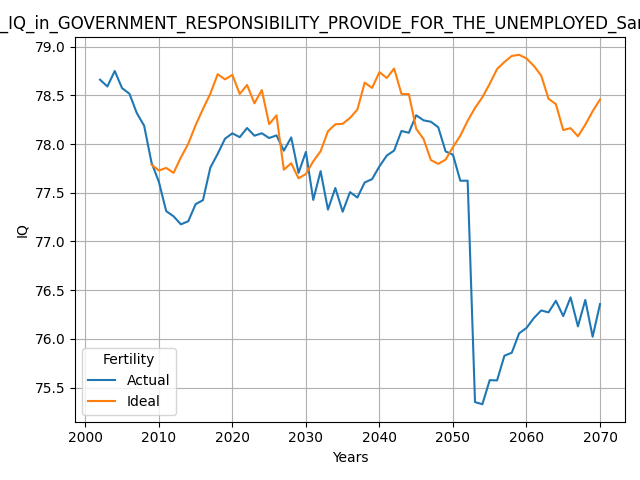 _IQ_in_GOVERNMENT_RESPONSIBILITY_PROVIDE_FOR_THE_UNEMPLOYED_Sa
79.0
78.5
78.0
77.5
77.0
76.5
76.0
75.5
IQ
Fertility
Actual
Ideal
2000 2010 2020 2030 2040 2050 2060 2070
Years